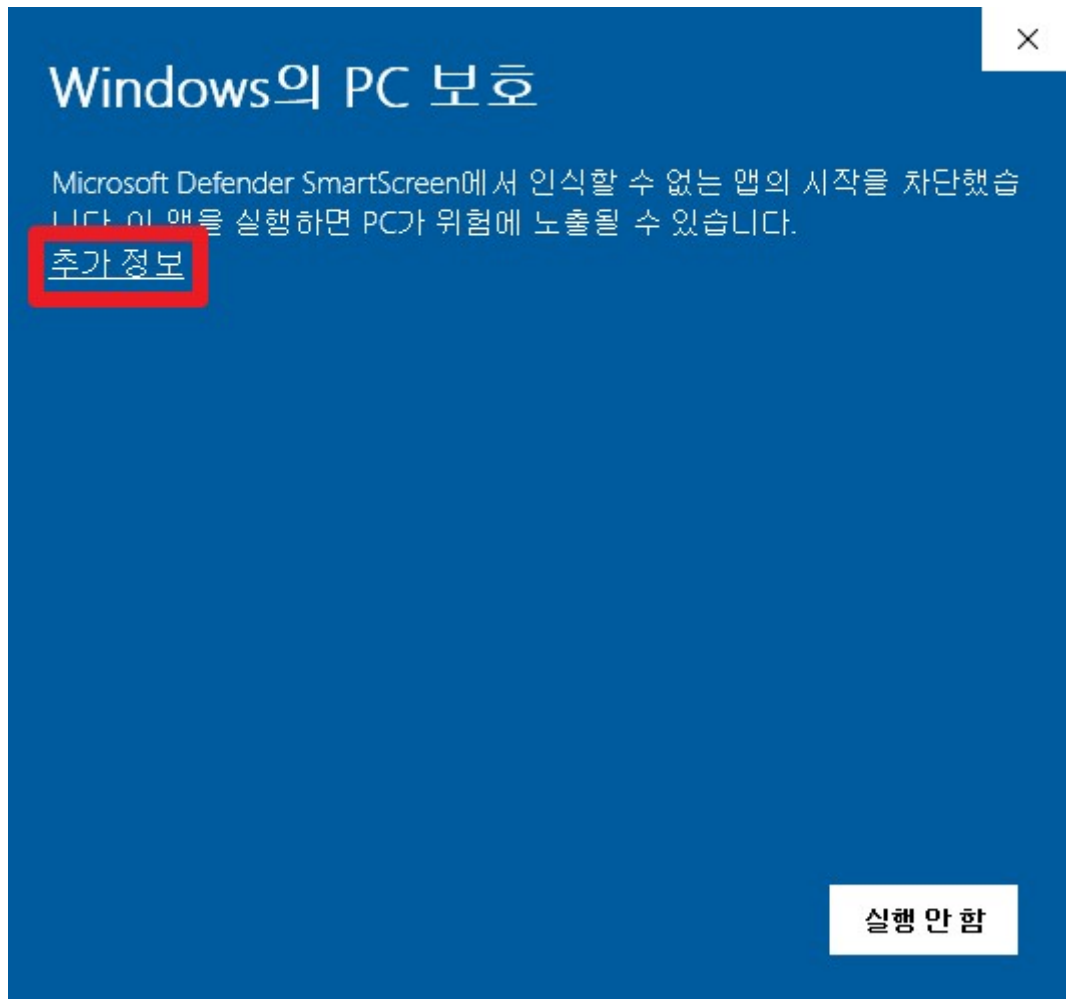 Windows의 PC 보호
Microsoft Defender SmartScreen에서 인식할 수 없는 앱의 시작을 차단했습
니다. 이 앱을 실행하면 PC가 위험에 노출될 수 있습니다.
추가 정보
실행 안 함